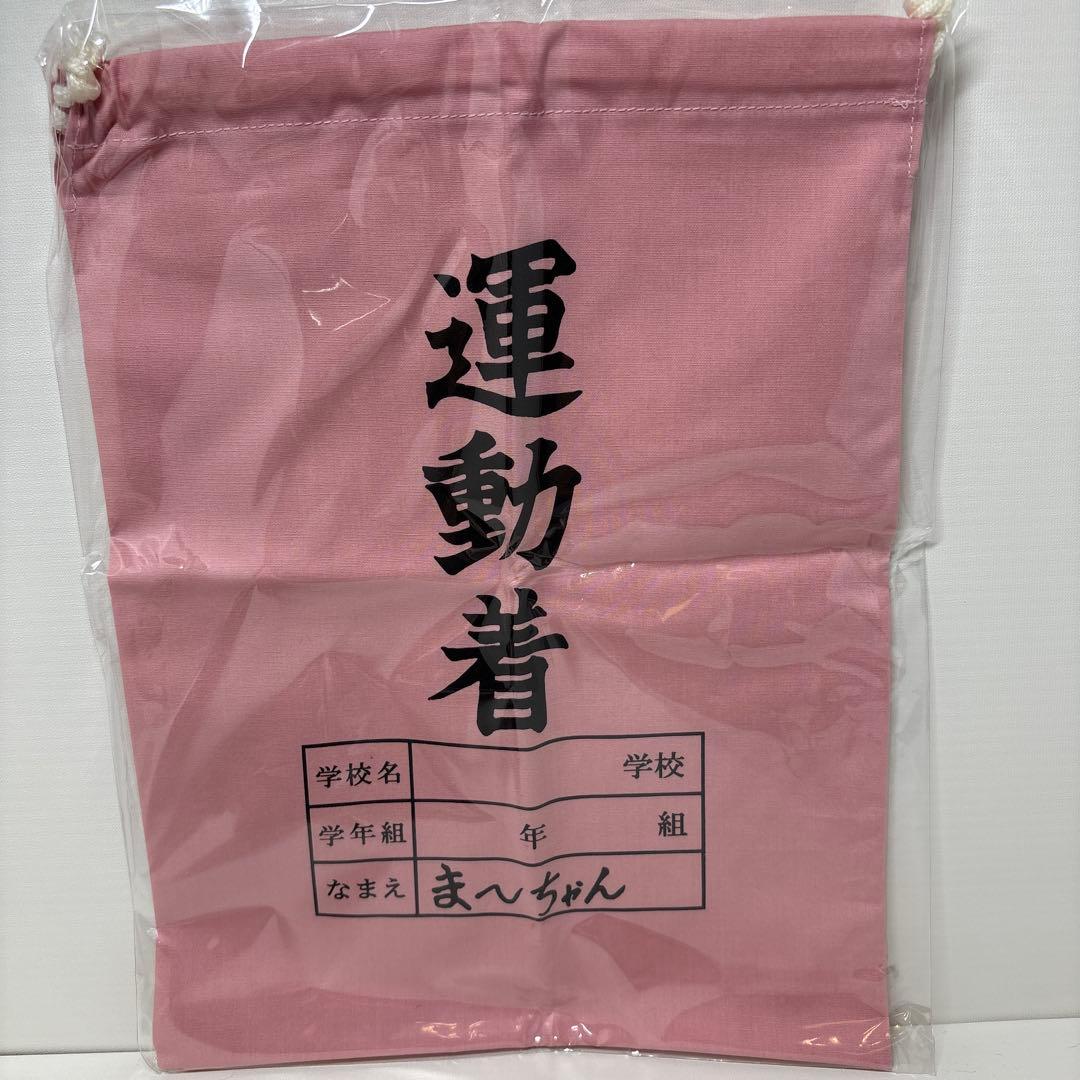 運動着
学校名 学校
学年組 年 組
なまえ まーちゃん